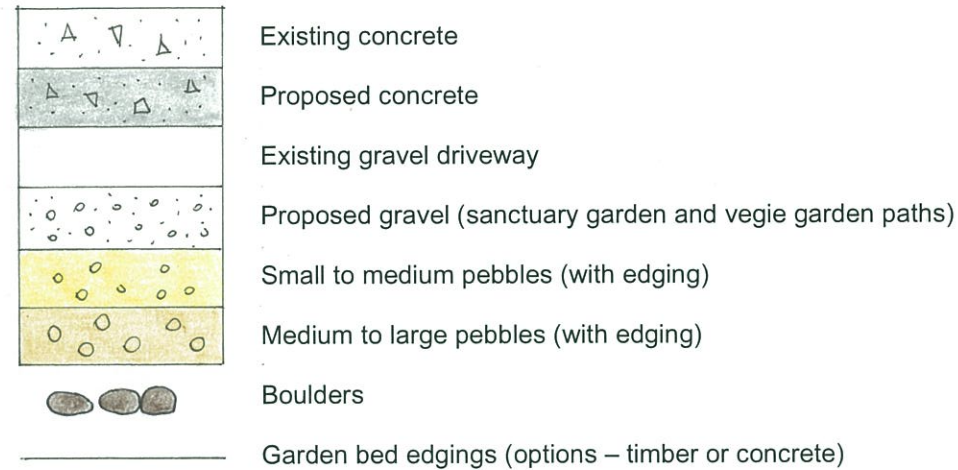 Existing concrete
Proposed concrete
Existing gravel driveway
Proposed gravel (sanctuary garden and vegie garden paths)
Small to medium pebbles (with edging)
Medium to large pebbles (with edging)
Boulders
Garden bed edgings (options – timber or concrete)